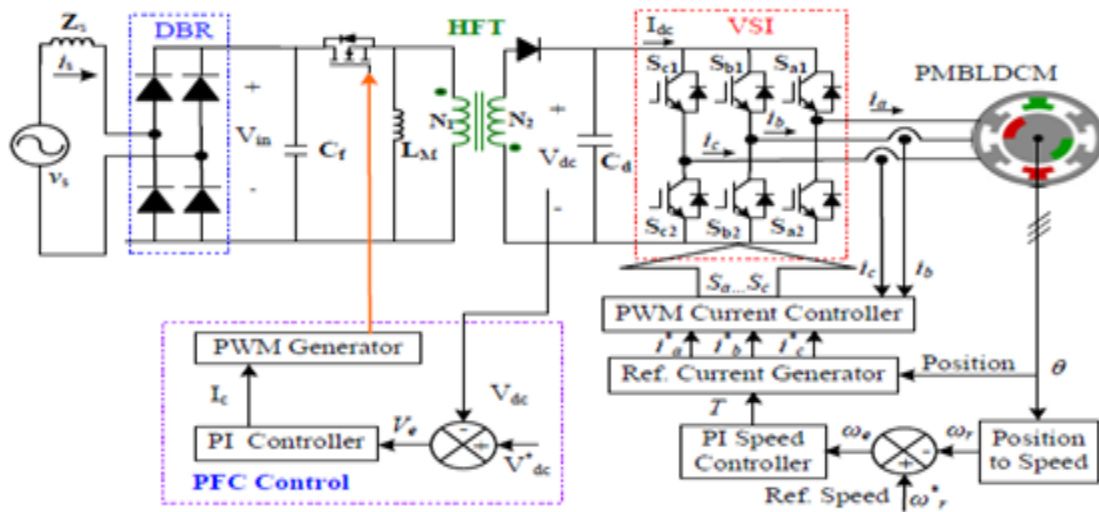 Zs
DBR
HFT
VSI
is
Idc
PMBLDCM
Sc1
Sb1
Sa1
ia
+
Vin
-
N1
N2
+
ib
vs
Cf
LM
Vdc
Cd
ic
-
Sc2
Sb2
Sa2
Sa...Sc
ic
ib
PWM Current Controller
PWM Generator
i*a
i*b
i*c
Ref. Current Generator
Position
θ
Ic
Vdc
T
PI Controller
Ve
-
+
V*dc
PI Speed
Controller
ωe
-
+
ωr
Position
to Speed
PFC Control
Ref. Speed
ω*r